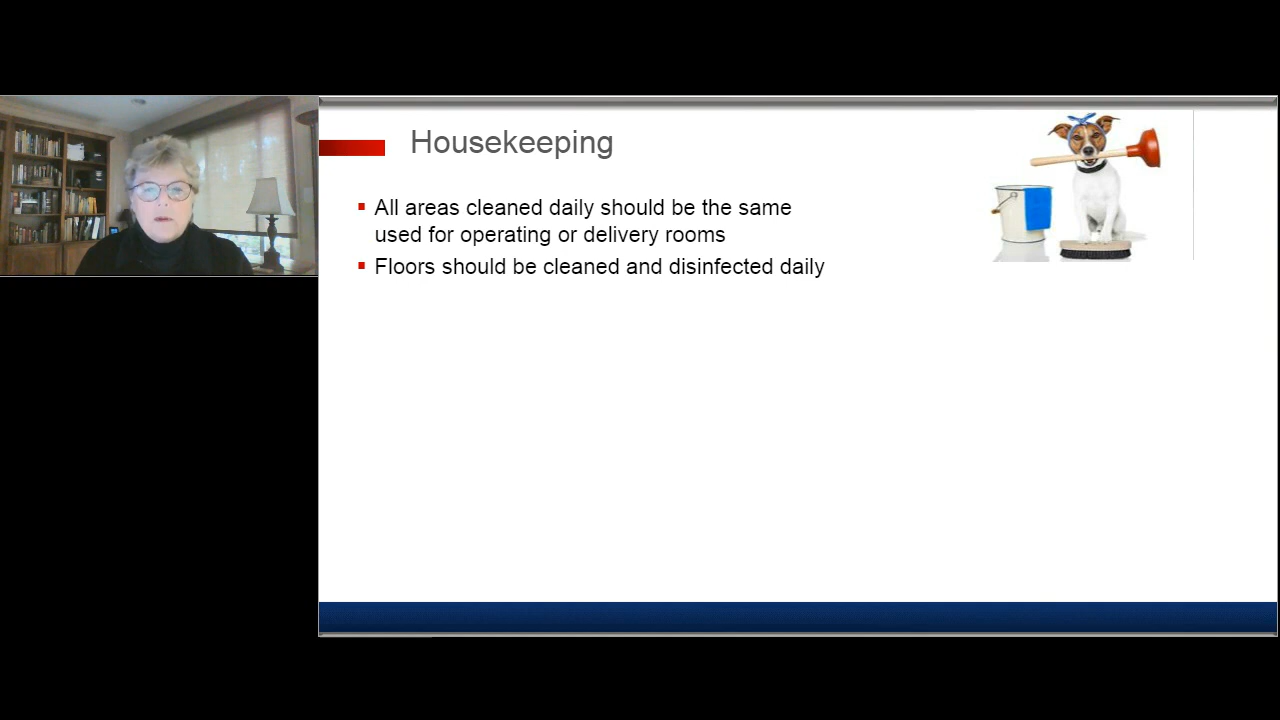 Housekeeping
All areas cleaned daily should be the same
used for operating or delivery rooms
Floors should be cleaned and disinfected daily